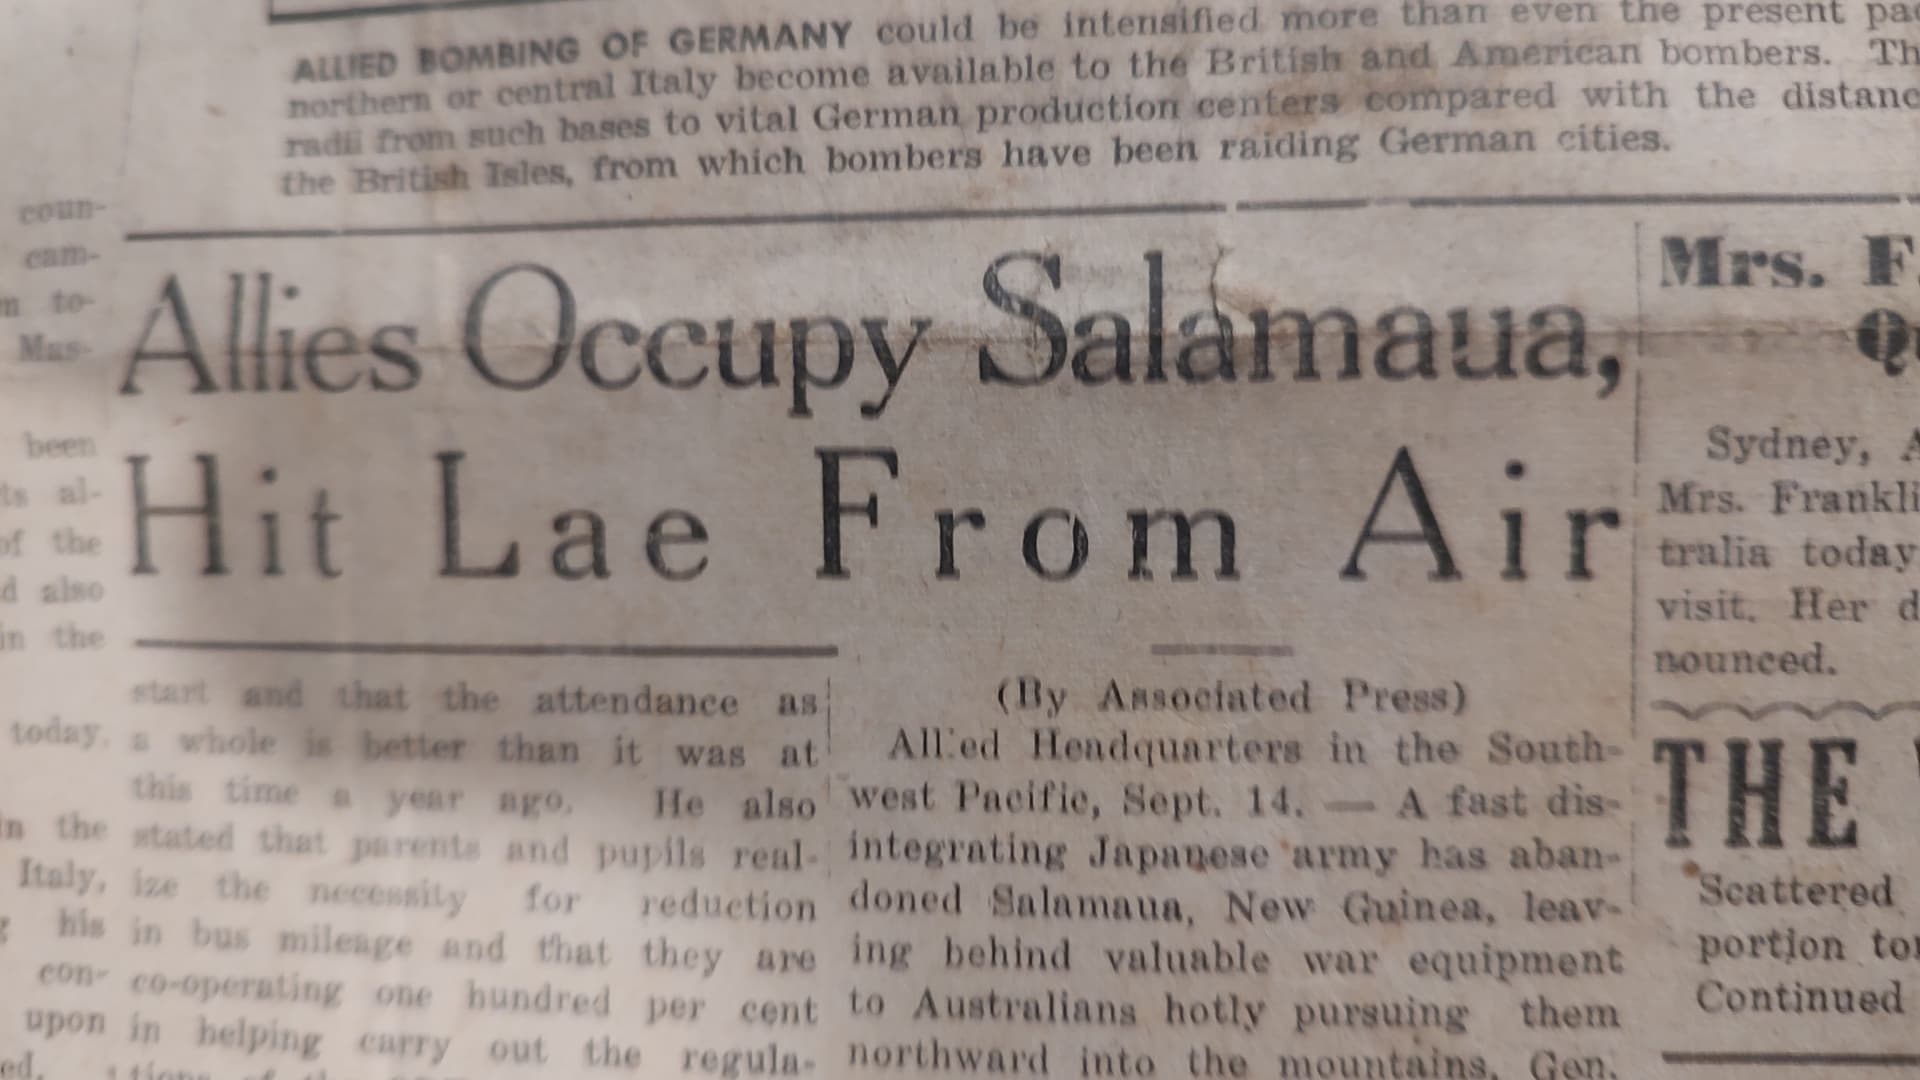 ALLIED BOMBING OF GERMANY could be intensified more than even the present
northern or central Italy become available to the British and American bombers.
radii from such bases to vital German production centers compared with the
the British Isles, from which bombers have been raiding German cities.
coun-
cam-
to-
Mas-
been
al-
of the
also
in the
today.
in the
Italy,
his
con-
upon
ed.
Allies Occupy Salamaua,
Hit Lae From Air
start and that the attendance as
a whole is better than it was at
this time a year ago. He also
stated that parents and pupils real-
ize the necessity for reduction
in bus mileage and that they are
co-operating one hundred per cent
in helping carry out the regula-
(By Associated Press)
All:ed Headquarters in the South-
west Pacific, Sept. 14. — A fast dis-
integrating Japanese army has aban-
doned Salamaua, New Guinea, leav-
ing behind valuable war equipment
to Australians hotly pursuing them
northward into the mountains. Gen.
Mrs. F
Sydney,
Mrs.
today
visit. Her
nounced.
THE
Scattered
portion
Continued